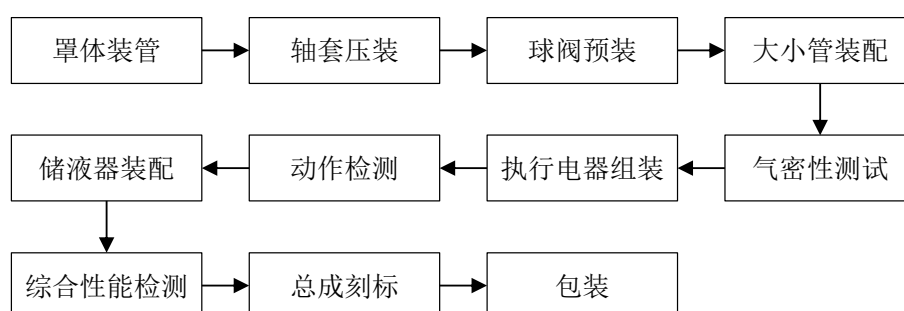 罩体装管
轴套压装
球阀预装
大小管装配
气密性测试
执行电器组装
动作检测
储液器装配
综合性能检测
总成刻标
包装